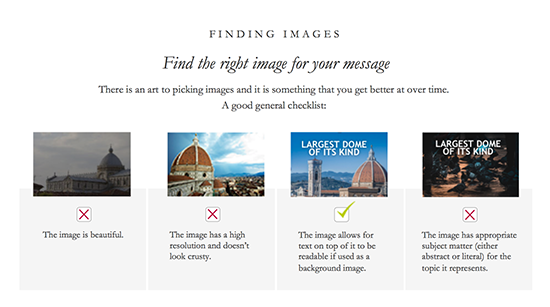 FINDING IMAGES
Find the right image for your message
There is an art to picking images and it is something that you get better at over time.
A good general checklist:
LARGEST DOME
OF ITS KIND
LARGEST DOME
OF ITS KIND
The image is beautiful.
The image has a high
resolution and doesn't
look crusty.
The image allows for
text on top of it to be
readable if used as a
background image.
The image has appropriate
subject matter (either
abstract or literal) for the
topic it represents.